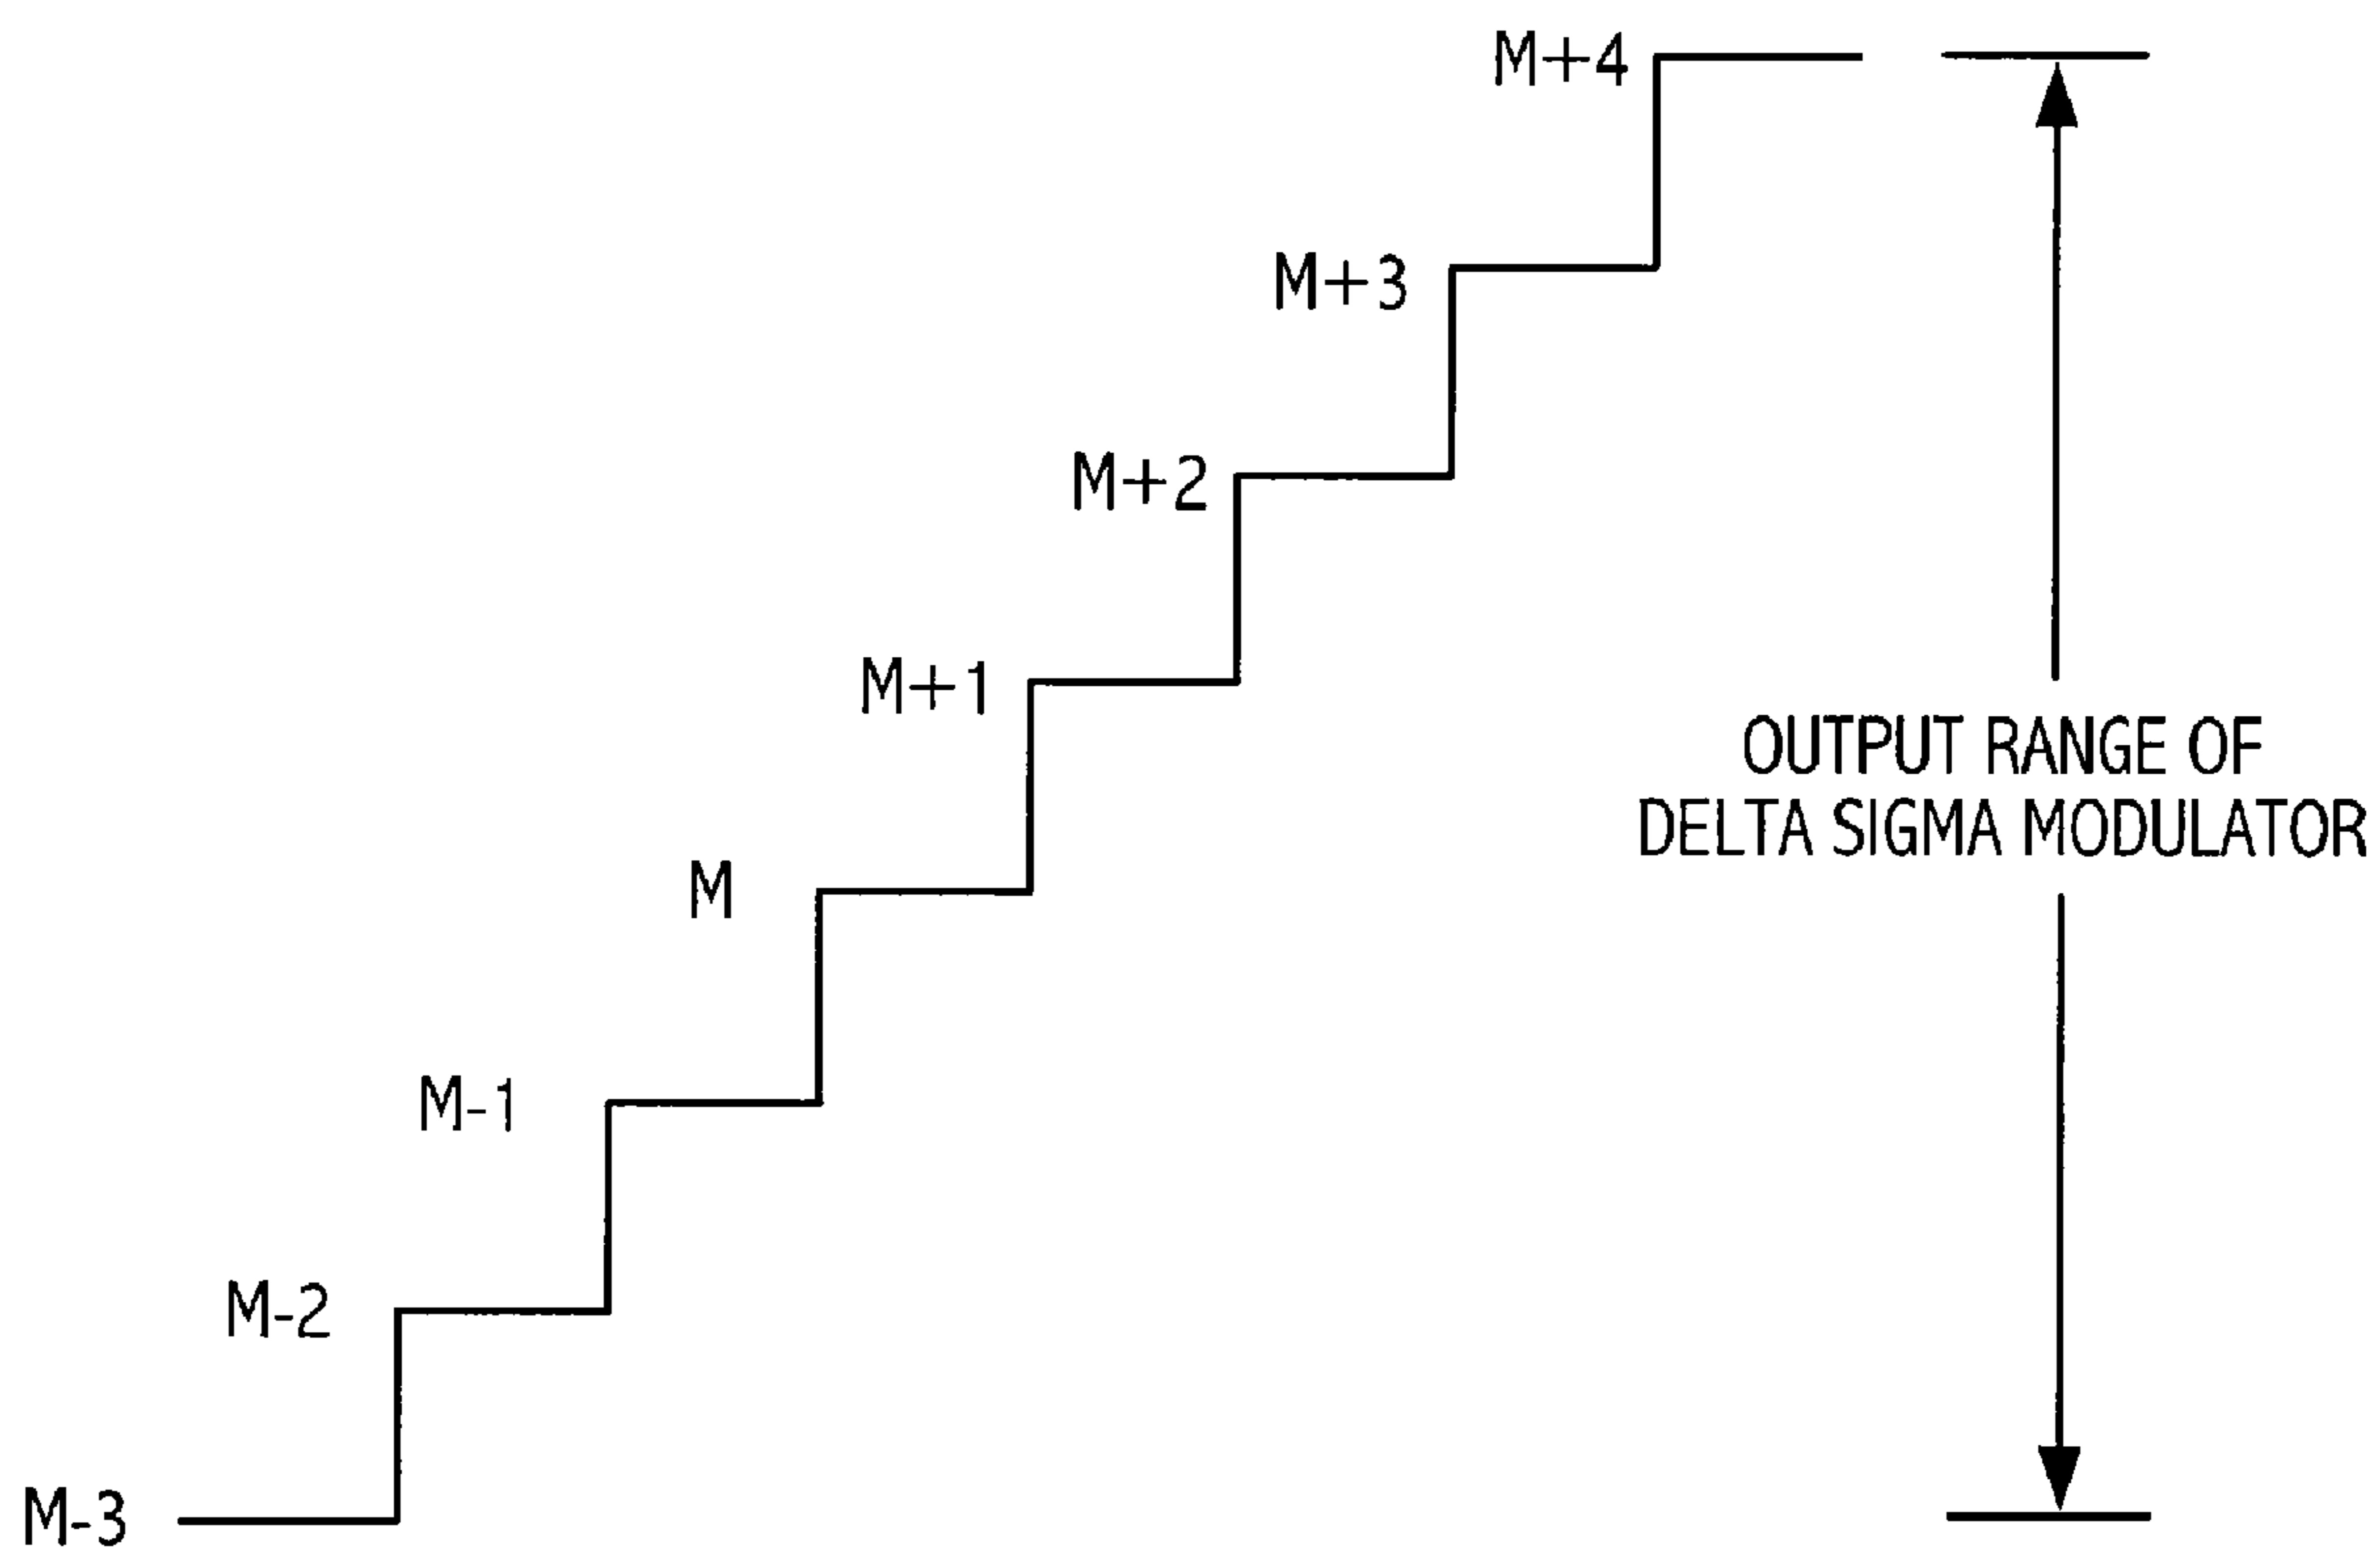 M+4
M+3
M+2
M+1
OUTPUT RANGE OF
DELTA SIGMA MODULATOR
M
M-1
M-2
M-3